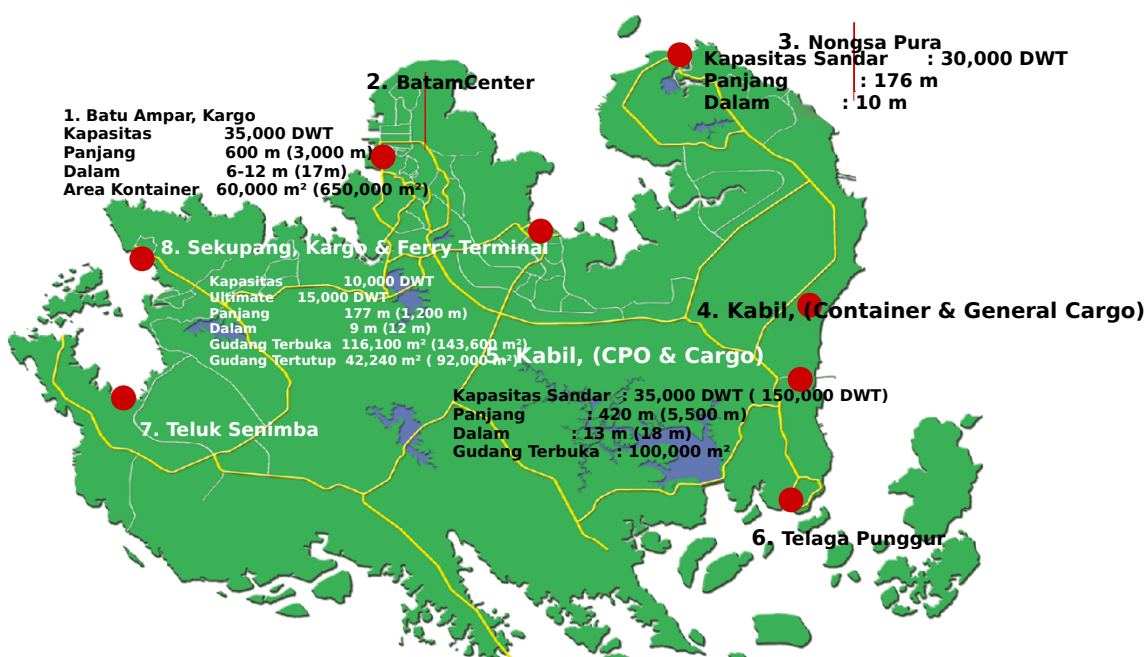 3. Nongsa Pura
Kapasitas Sandar : 30,000 DWT
Panjang : 176 m
Dalam : 10 m
2. BatamCenter
1. Batu Ampar, Kargo
Kapasitas 35,000 DWT
Panjang 600 m (3,000 m)
Dalam 6-12 m (17m)
Area Kontainer 60,000 m² (650,000 m²)
8. Sekupang, Kargo & Ferry Terminal
Kapasitas 10,000 DWT
Ultimate 15,000 DWT
Panjang 177 m (1,200 m)
Dalam 9 m (12 m)
Gudang Terbuka 116,100 m² (143,600 m²)
Gudang Tertutup 42,240 m² ( 92,000 m²)
4. Kabil, (Container & General Cargo)
5. Kabil, (CPO & Cargo)
Kapasitas Sandar : 35,000 DWT ( 150,000 DWT)
Panjang : 420 m (5,500 m)
Dalam : 13 m (18 m)
Gudang Terbuka : 100,000 m²
7. Teluk Senimba
6. Telaga Punggur